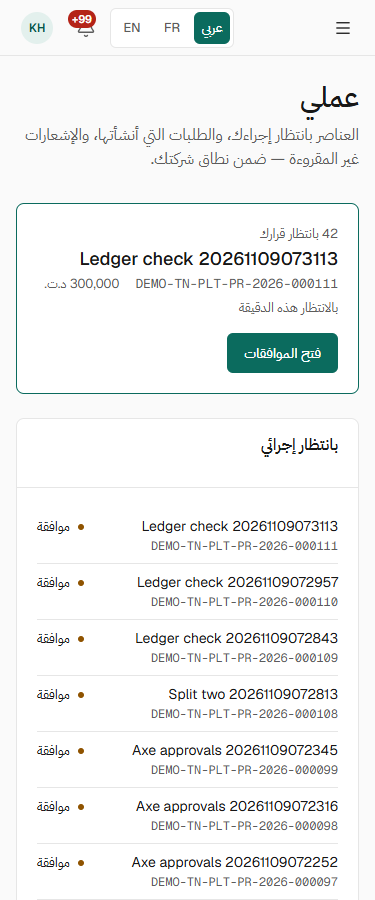 عربي FR EN +99 KH
عملي
العناصر بانتظار إجراءك، والطلبات التي أنشأتها، والإشعارات
غير المقروءة — ضمن نطاق شركتك.
42 بانتظار قرارك
Ledger check 20261109073113
DEMO-TN-PLT-PR-2026-000111 300,000 د.ت.
بالانتظار هذه الدقيقة
فتح الموافقات
بانتظار إجرائي
Ledger check 20261109073113 موافقة
DEMO-TN-PLT-PR-2026-000111
Ledger check 20261109072957 موافقة
DEMO-TN-PLT-PR-2026-000110
Ledger check 20261109072843 موافقة
DEMO-TN-PLT-PR-2026-000109
Split two 20261109072813 موافقة
DEMO-TN-PLT-PR-2026-000108
Axe approvals 20261109072345 موافقة
DEMO-TN-PLT-PR-2026-000099
Axe approvals 20261109072316 موافقة
DEMO-TN-PLT-PR-2026-000098
Axe approvals 20261109072252 موافقة
DEMO-TN-PLT-PR-2026-000097